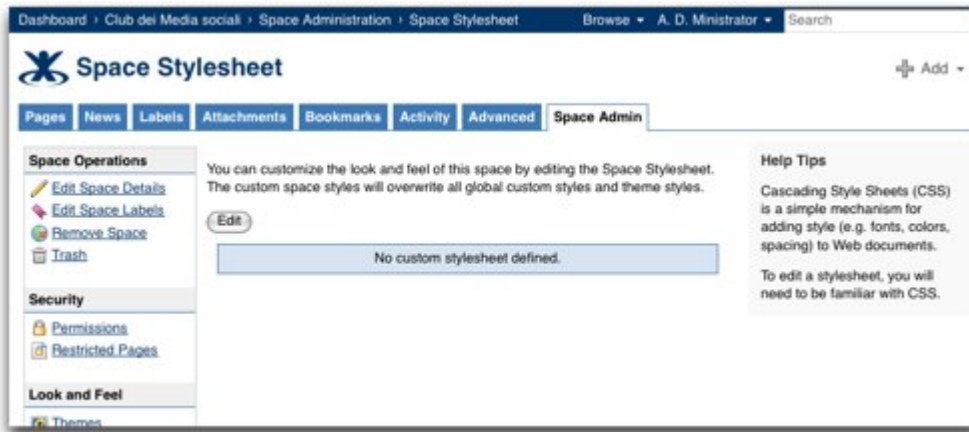 Dashboard › Club dei Media sociali › Space Administration › Space Stylesheet
Browse A. D. Ministrator Search
Space Stylesheet
Add
Pages News Labels Attachments Bookmarks Activity Advanced Space Admin
Space Operations
Edit Space Details
Edit Space Labels
Remove Space
Trash
Security
Permissions
Restricted Pages
Look and Feel
Themes
You can customize the look and feel of this space by editing the Space Stylesheet.
The custom space styles will overwrite all global custom styles and theme styles.
Edit
No custom stylesheet defined.
Help Tips
Cascading Style Sheets (CSS)
is a simple mechanism for
adding style (e.g. fonts, colors,
spacing) to Web documents.
To edit a stylesheet, you will
need to be familiar with CSS.